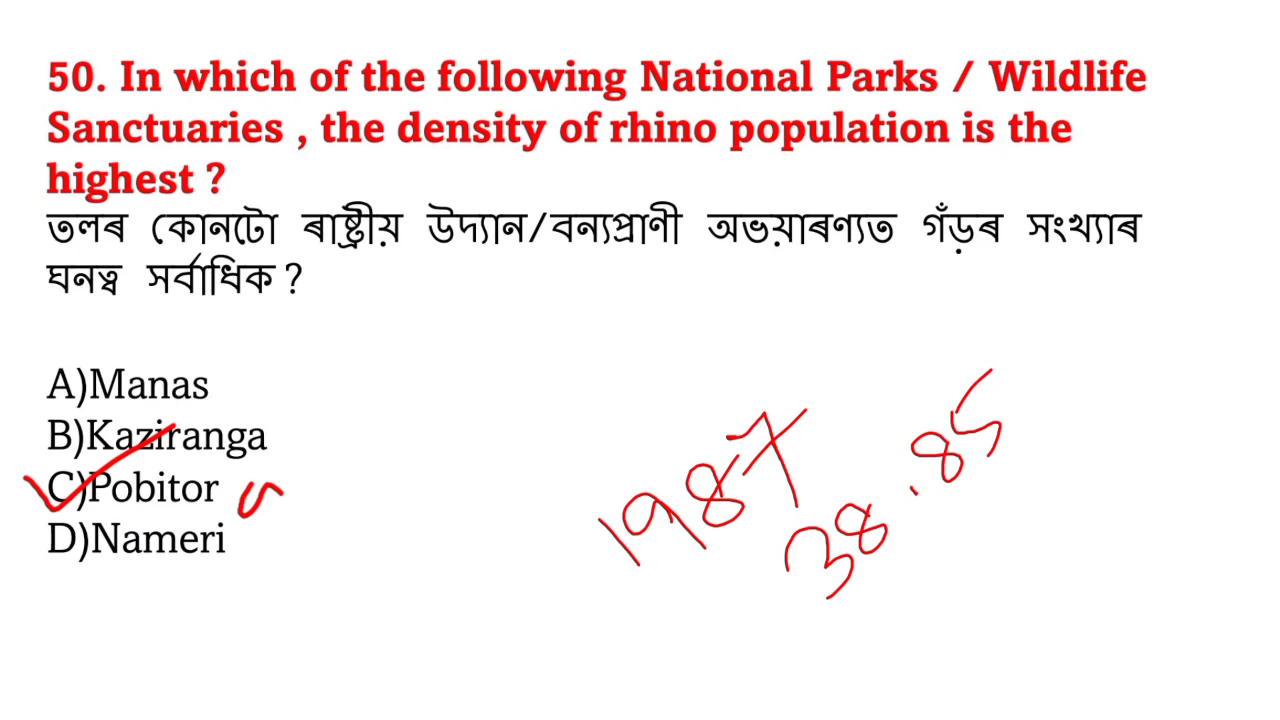 50. In which of the following National Parks / Wildlife
Sanctuaries , the density of rhino population is the
highest ?
তলৰ কোনটো ৰাষ্ট্ৰীয় উদ্যান/বন্যপ্ৰাণী অভয়াৰণ্যত গঁড়ৰ সংখ্যাৰ
ঘনত্ব সৰ্বাধিক ?
A)Manas
B)Kaziranga
C)Pobitor
D)Nameri
1987
38.85